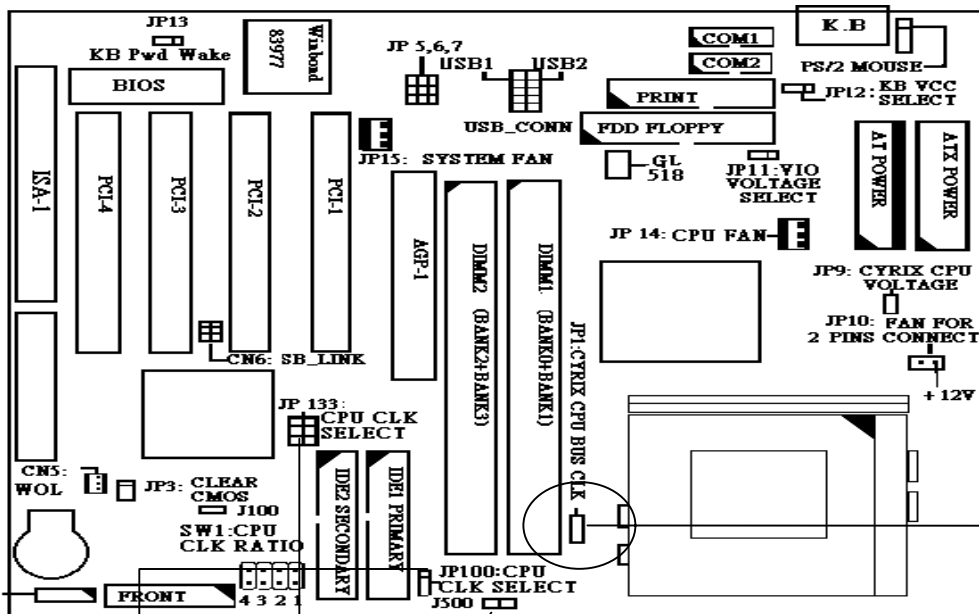 JP13
KB Pwd Wake
BIOS
Winbond
83977
JP 5,6,7
USB1
USB2
USB_CONN
COM1
COM2
PRINT
FDD FLOPPY
K.B
PS/2 MOUSE
JP12: KB VCC
SELECT
JP15: SYSTEM FAN
GL
518
JP11:VIO
VOLTAGE
SELECT
AT POWER
ATX POWER
ISA-1
PCI-4
PCI-3
PCI-2
PCI-1
AGP-1
DIMM2 (BANK2+BANK3)
DIMM1 (BANK0+BANK1)
JP 14: CPU FAN
JP9: CYRIX CPU
VOLTAGE
JP10: FAN FOR
2 PINS CONNECT
+12V
CN6: SB_LINK
JP1:CYRIX CPU BUS CLK
JP 133:
CPU CLK
SELECT
CN5:
WOL
JP3: CLEAR
CMOS
J100
SW1:CPU
CLK RATIO
IDE2 SECONDARY
IDE1 PRIMARY
FRONT
4 3 2 1
JP100:CPU
CLK SELECT
J500